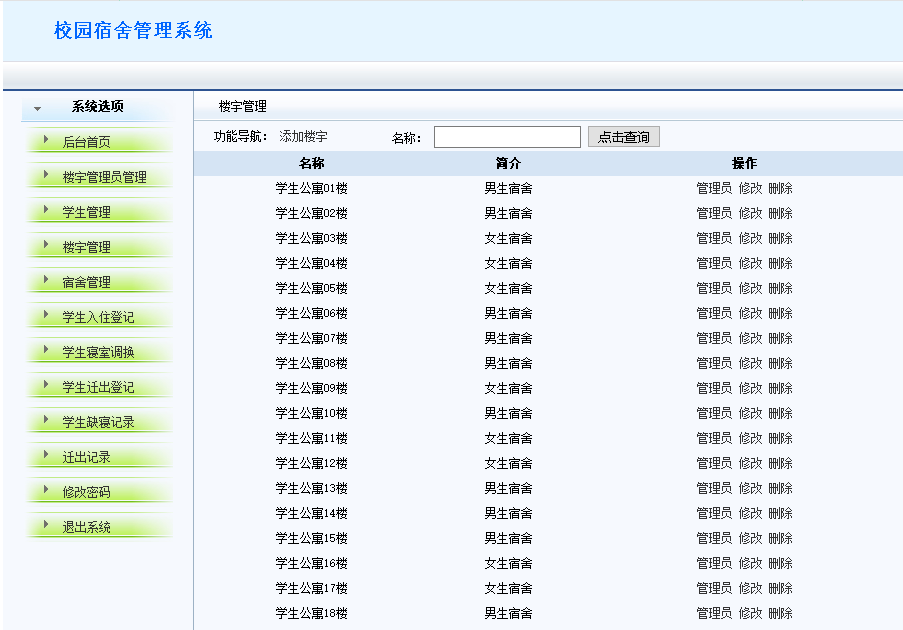 校园宿舍管理系统
系统选项
后台首页
楼宇管理员管理
学生管理
楼宇管理
宿舍管理
学生入住登记
学生寝室调换
学生迁出登记
学生缺寝记录
迁出记录
修改密码
退出系统
楼宇管理
功能导航： 添加楼宇 名称： 点击查询
名称 简介 操作
学生公寓01楼 男生宿舍 管理员 修改 删除
学生公寓02楼 男生宿舍 管理员 修改 删除
学生公寓03楼 女生宿舍 管理员 修改 删除
学生公寓04楼 女生宿舍 管理员 修改 删除
学生公寓05楼 女生宿舍 管理员 修改 删除
学生公寓06楼 男生宿舍 管理员 修改 删除
学生公寓07楼 男生宿舍 管理员 修改 删除
学生公寓08楼 男生宿舍 管理员 修改 删除
学生公寓09楼 女生宿舍 管理员 修改 删除
学生公寓10楼 男生宿舍 管理员 修改 删除
学生公寓11楼 女生宿舍 管理员 修改 删除
学生公寓12楼 女生宿舍 管理员 修改 删除
学生公寓13楼 男生宿舍 管理员 修改 删除
学生公寓14楼 男生宿舍 管理员 修改 删除
学生公寓15楼 男生宿舍 管理员 修改 删除
学生公寓16楼 女生宿舍 管理员 修改 删除
学生公寓17楼 女生宿舍 管理员 修改 删除
学生公寓18楼 男生宿舍 管理员 修改 删除